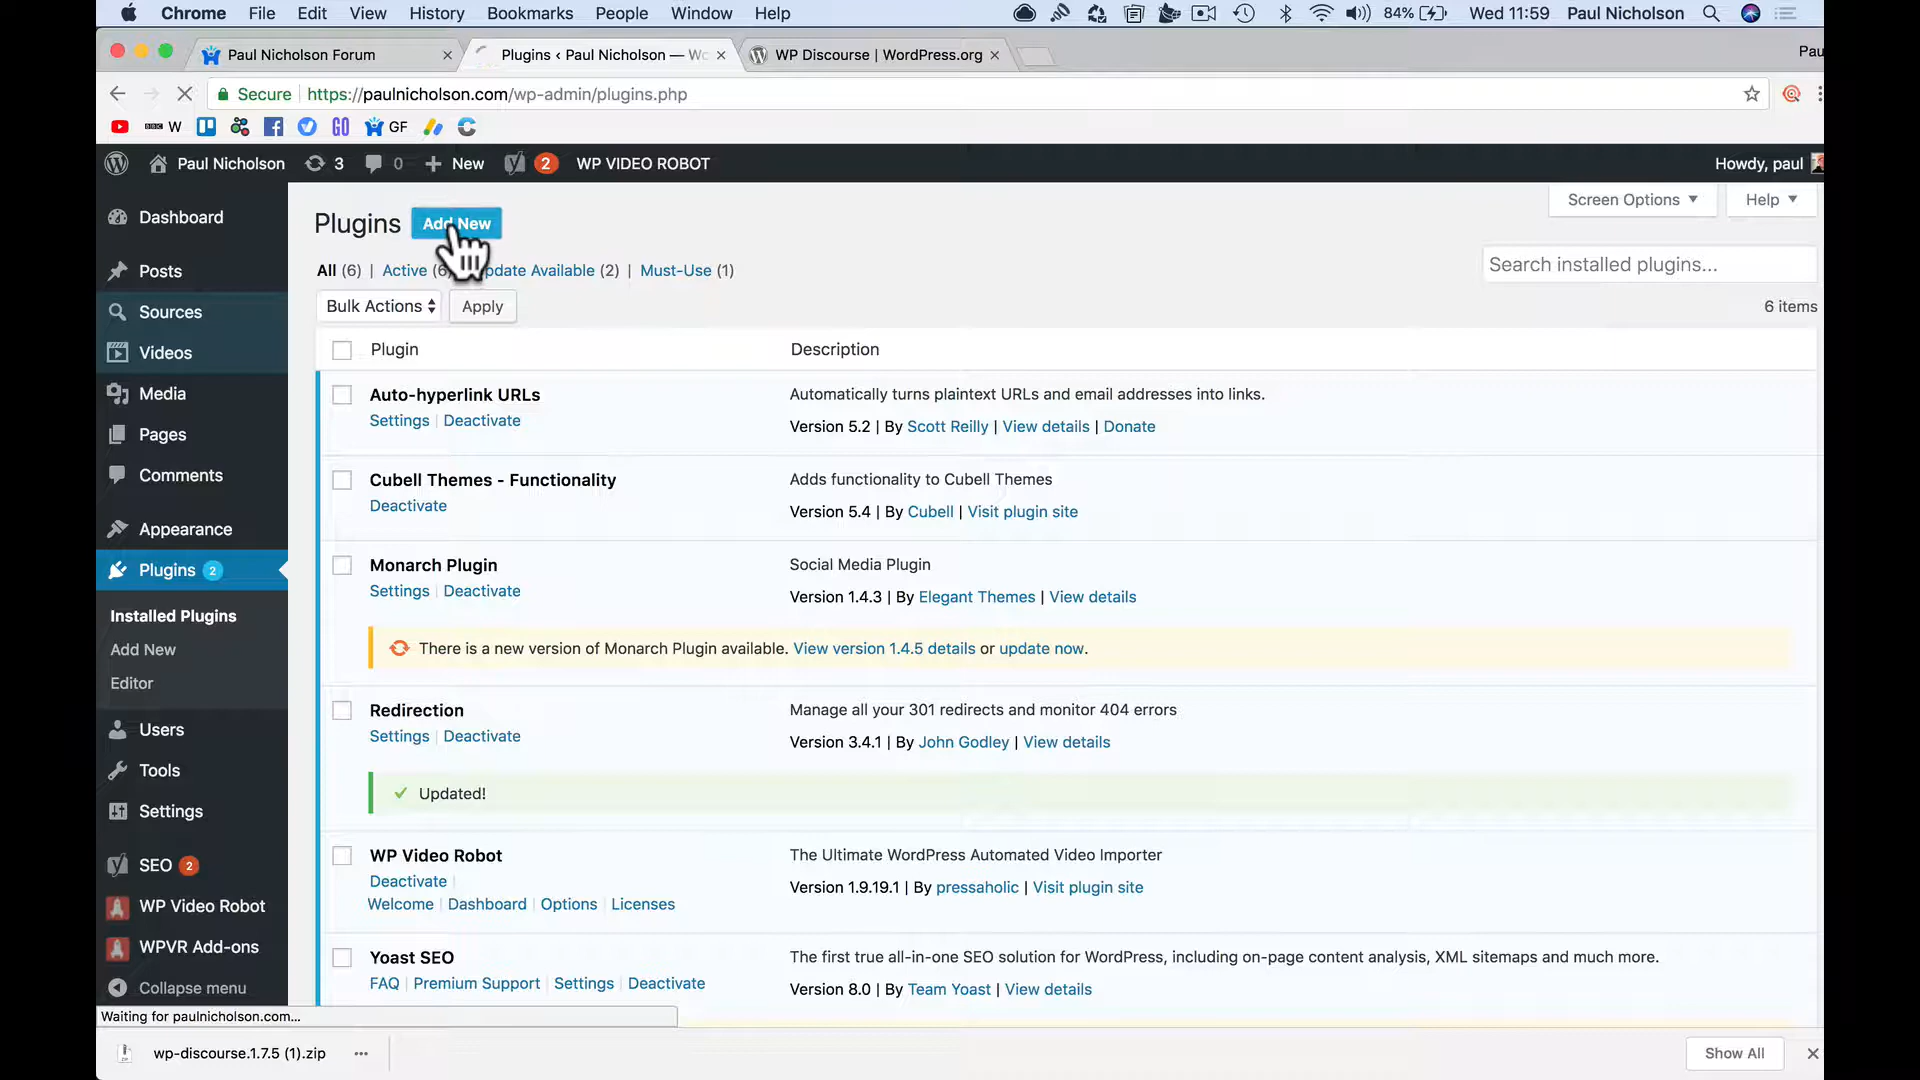 Chrome File Edit View History Bookmarks People Window Help 84% Wed 11:59 Paul Nicholson
Paul Nicholson Forum Plugins ‹ Paul Nicholson — Wo WP Discourse | WordPress.org Pau
Secure https://paulnicholson.com/wp-admin/plugins.php
BBC W GO GF
Paul Nicholson 3 0 New 2 WP VIDEO ROBOT Howdy, paul
Screen Options Help
Dashboard
Posts
Sources
Videos
Media
Pages
Comments
Appearance
Plugins 2
Installed Plugins
Add New
Editor
Users
Tools
Settings
SEO 2
WP Video Robot
WPVR Add-ons
Collapse menu
Plugins Add New
All (6) | Active (6 pdate Available (2) | Must-Use (1)
Search installed plugins...
Bulk Actions Apply 6 items
Plugin Description
Auto-hyperlink URLs Automatically turns plaintext URLs and email addresses into links.
Settings | Deactivate Version 5.2 | By Scott Reilly | View details | Donate
Cubell Themes - Functionality Adds functionality to Cubell Themes
Deactivate Version 5.4 | By Cubell | Visit plugin site
Monarch Plugin Social Media Plugin
Settings | Deactivate Version 1.4.3 | By Elegant Themes | View details
There is a new version of Monarch Plugin available. View version 1.4.5 details or update now.
Redirection Manage all your 301 redirects and monitor 404 errors
Settings | Deactivate Version 3.4.1 | By John Godley | View details
Updated!
WP Video Robot The Ultimate WordPress Automated Video Importer
Deactivate | Version 1.9.19.1 | By pressaholic | Visit plugin site
Welcome | Dashboard | Options | Licenses
Yoast SEO The first true all-in-one SEO solution for WordPress, including on-page content analysis, XML sitemaps and much more.
FAQ | Premium Support | Settings | Deactivate Version 8.0 | By Team Yoast | View details
Waiting for paulnicholson.com...
wp-discourse.1.7.5 (1).zip Show All